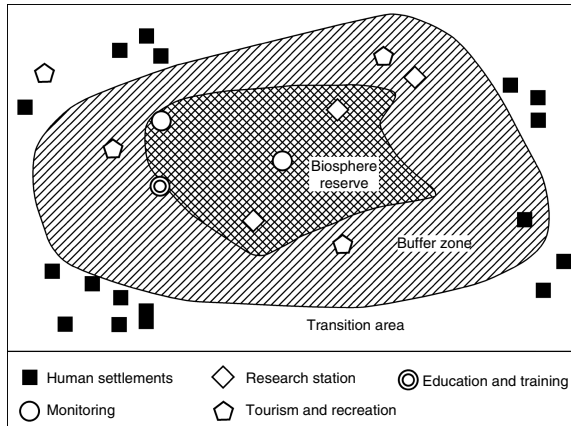 Biosphere
reserve
Buffer zone
Transition area
Human settlements
Research station
Education and training
Monitoring
Tourism and recreation